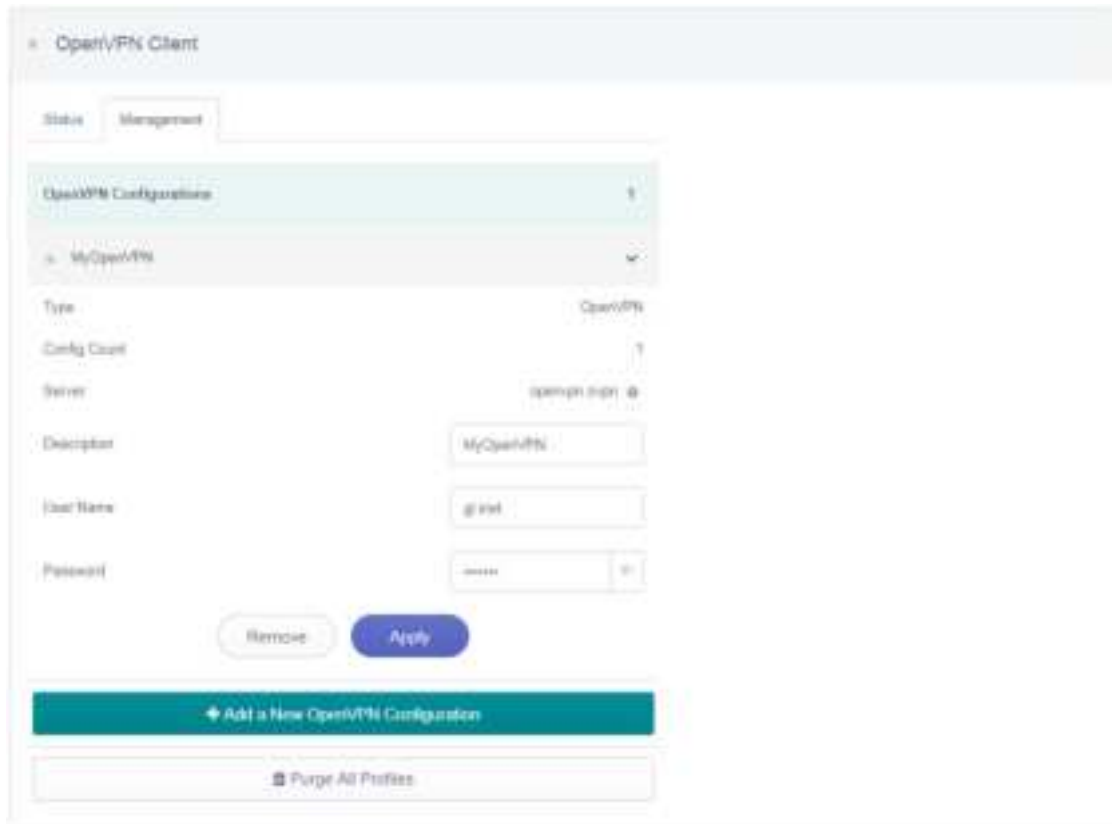 OpenVPN Client
Status Management
OpenVPN Configurations 1
MyOpenVPN
Type OpenVPN
Config Count 1
Server openvpn.ovpn
Description MyOpenVPN
User Name
Password •••••••
Remove Apply
Add a New OpenVPN Configuration
Purge All Profiles